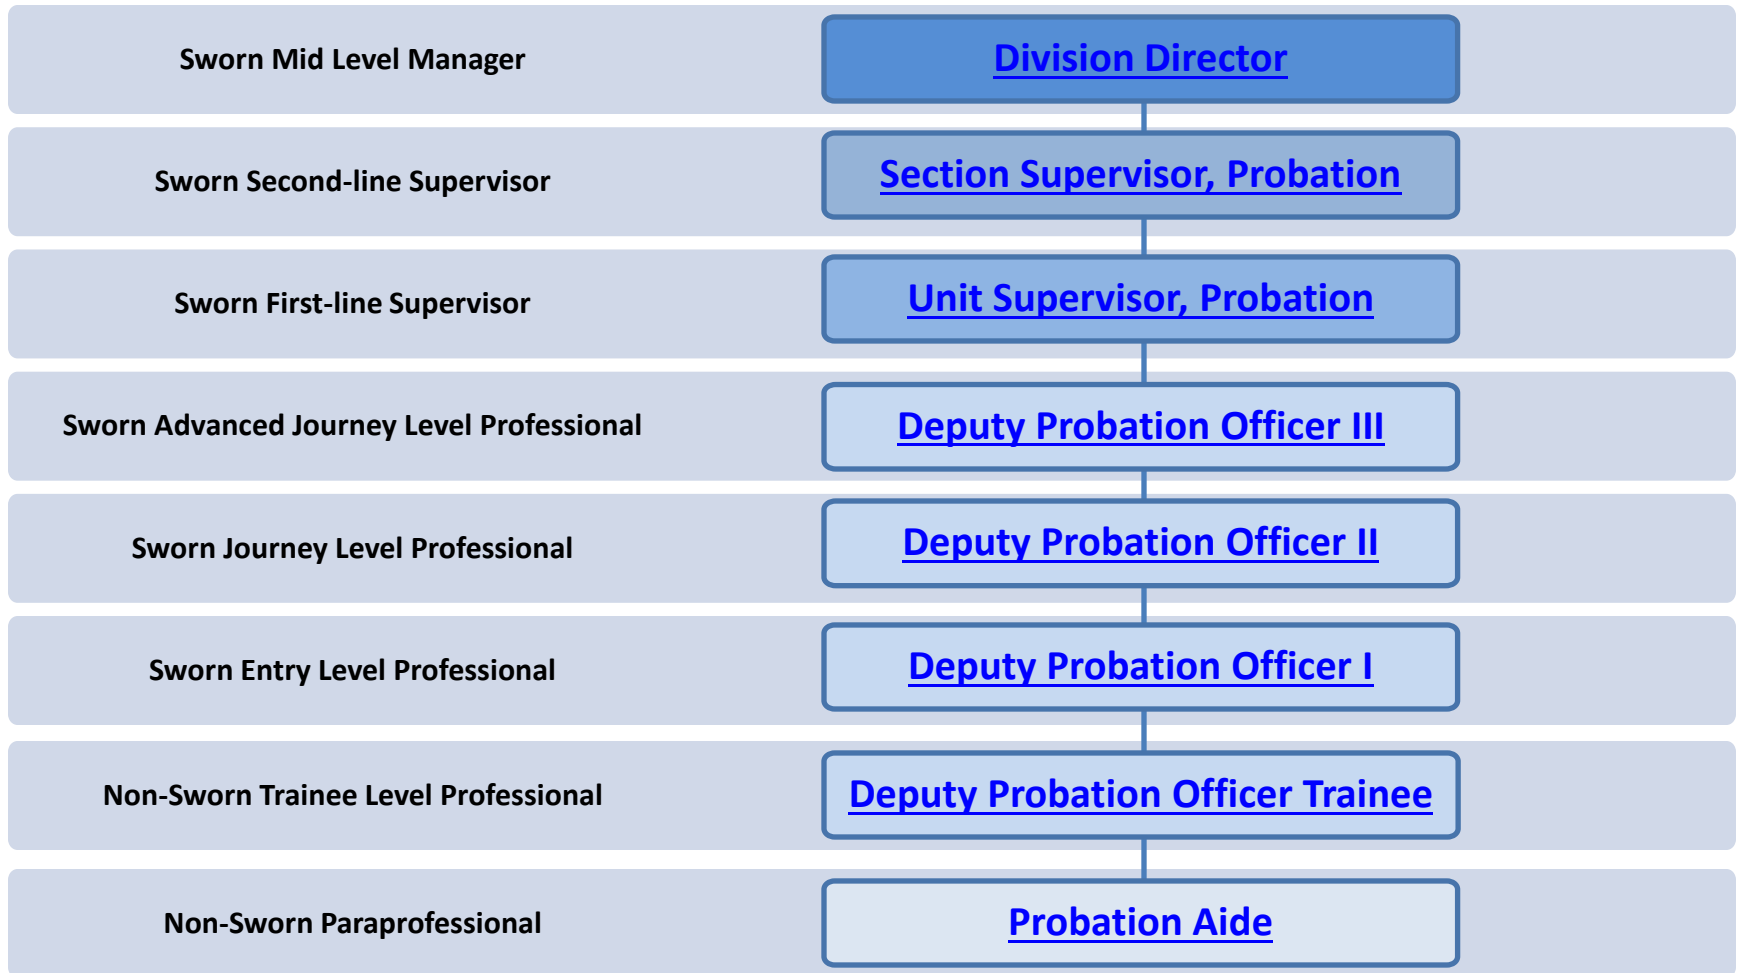 Sworn Mid Level Manager
Division Director
Sworn Second-line Supervisor
Section Supervisor, Probation
Sworn First-line Supervisor
Unit Supervisor, Probation
Sworn Advanced Journey Level Professional
Deputy Probation Officer III
Sworn Journey Level Professional
Deputy Probation Officer II
Sworn Entry Level Professional
Deputy Probation Officer I
Non-Sworn Trainee Level Professional
Deputy Probation Officer Trainee
Non-Sworn Paraprofessional
Probation Aide